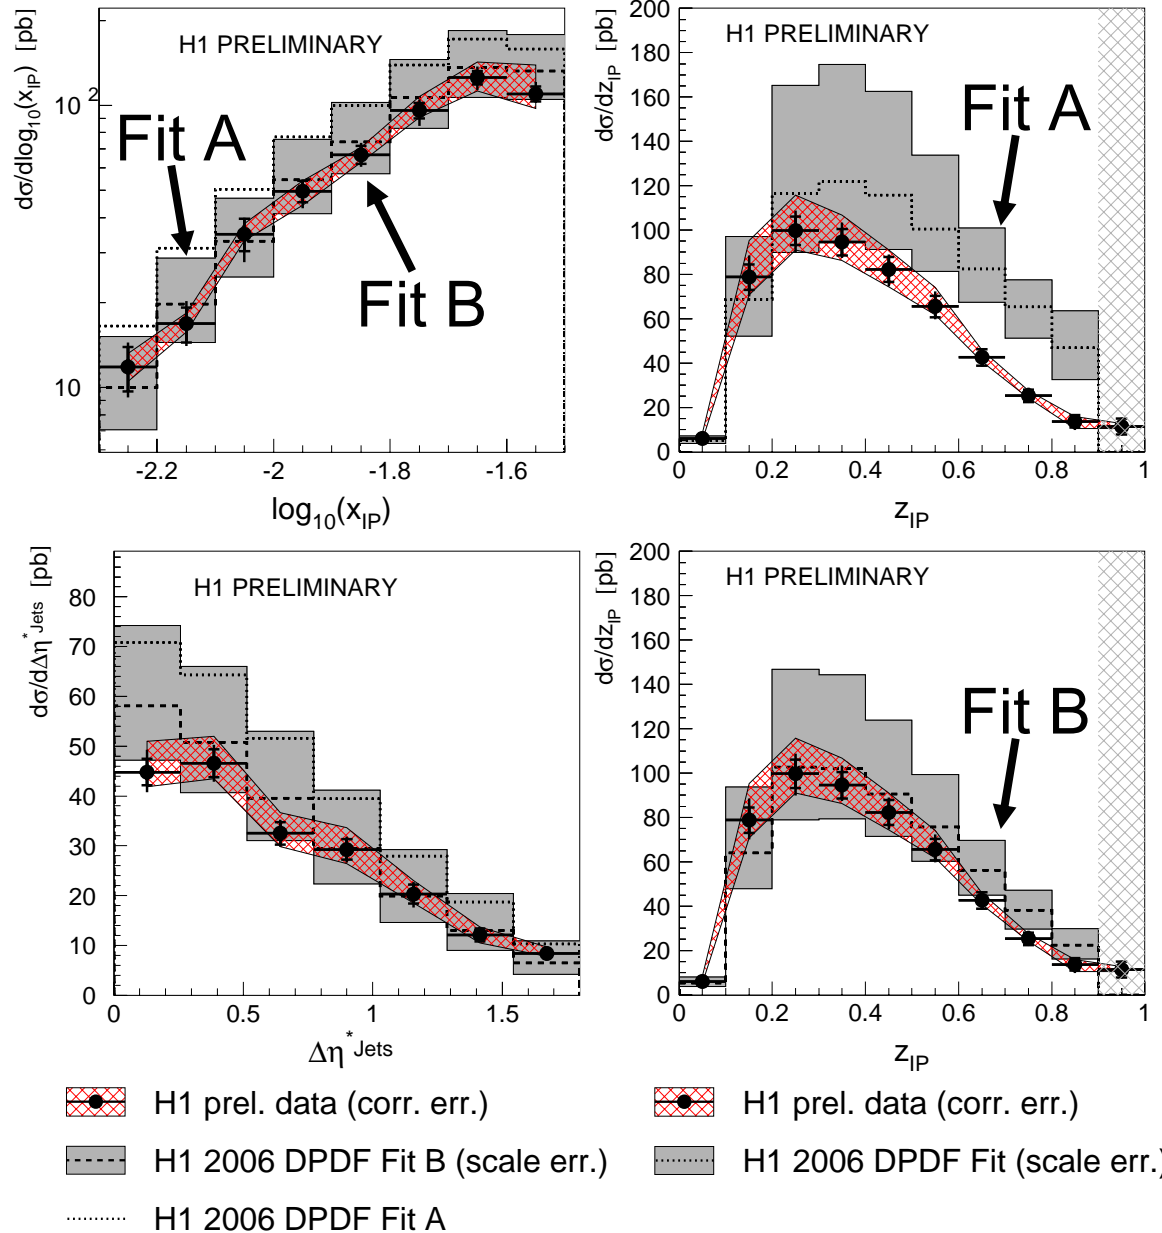 dσ/dlog₁₀(x_IP) [pb]
H1 PRELIMINARY
10²
10
Fit A
Fit B
-2.2 -2 -1.8 -1.6
log₁₀(x_IP)
dσ/dz_IP [pb]
H1 PRELIMINARY
200
180
160
140
120
100
80
60
40
20
0
Fit A
0 0.2 0.4 0.6 0.8 1
z_IP
dσ/dΔη*Jets [pb]
H1 PRELIMINARY
80
70
60
50
40
30
20
10
0
0 0.5 1 1.5
Δη*Jets
dσ/dz_IP [pb]
H1 PRELIMINARY
200
180
160
140
120
100
80
60
40
20
0
Fit B
0 0.2 0.4 0.6 0.8 1
z_IP
H1 prel. data (corr. err.)
H1 2006 DPDF Fit B (scale err.)
H1 2006 DPDF Fit A
H1 prel. data (corr. err.)
H1 2006 DPDF Fit (scale err.)